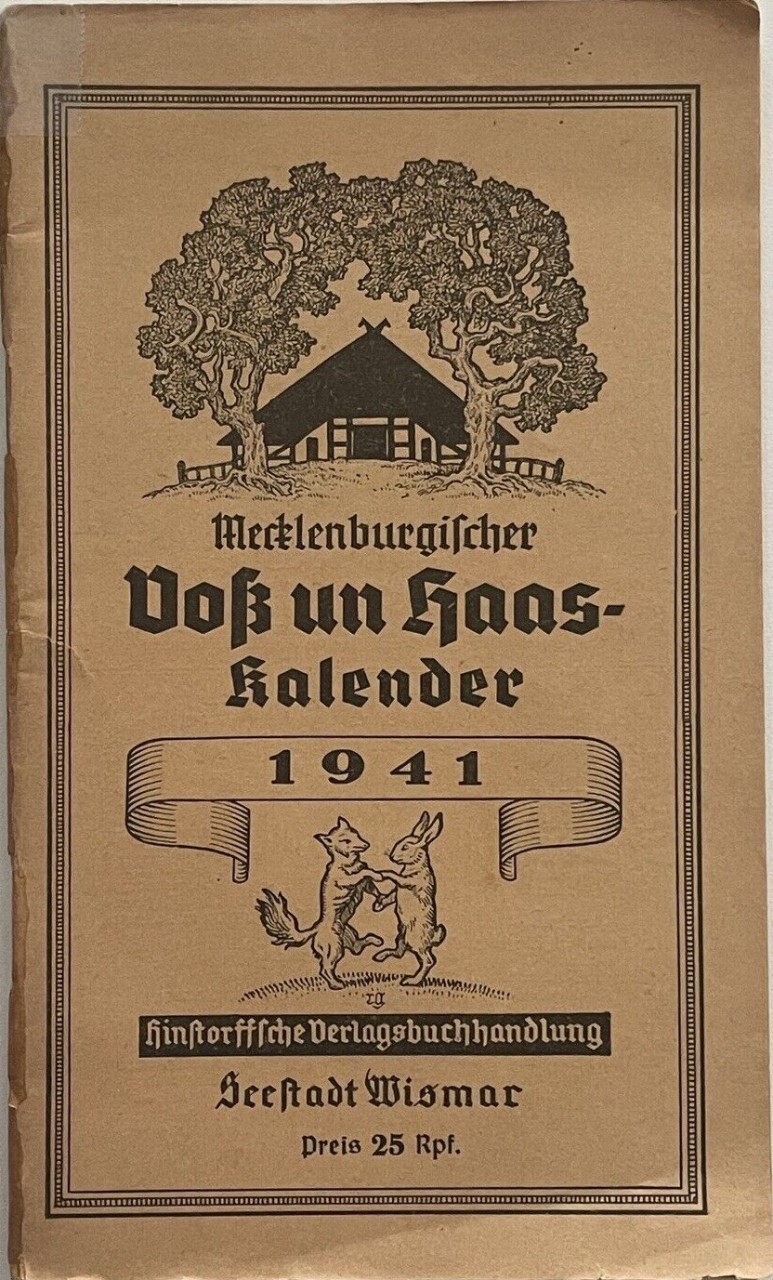 Mecklenburgiſcher
Voß un Haas-
Kalender
1941
Hinſtorffſche Verlagsbuchhandlung
Seeſtadt Wismar
Preis 25 Rpf.